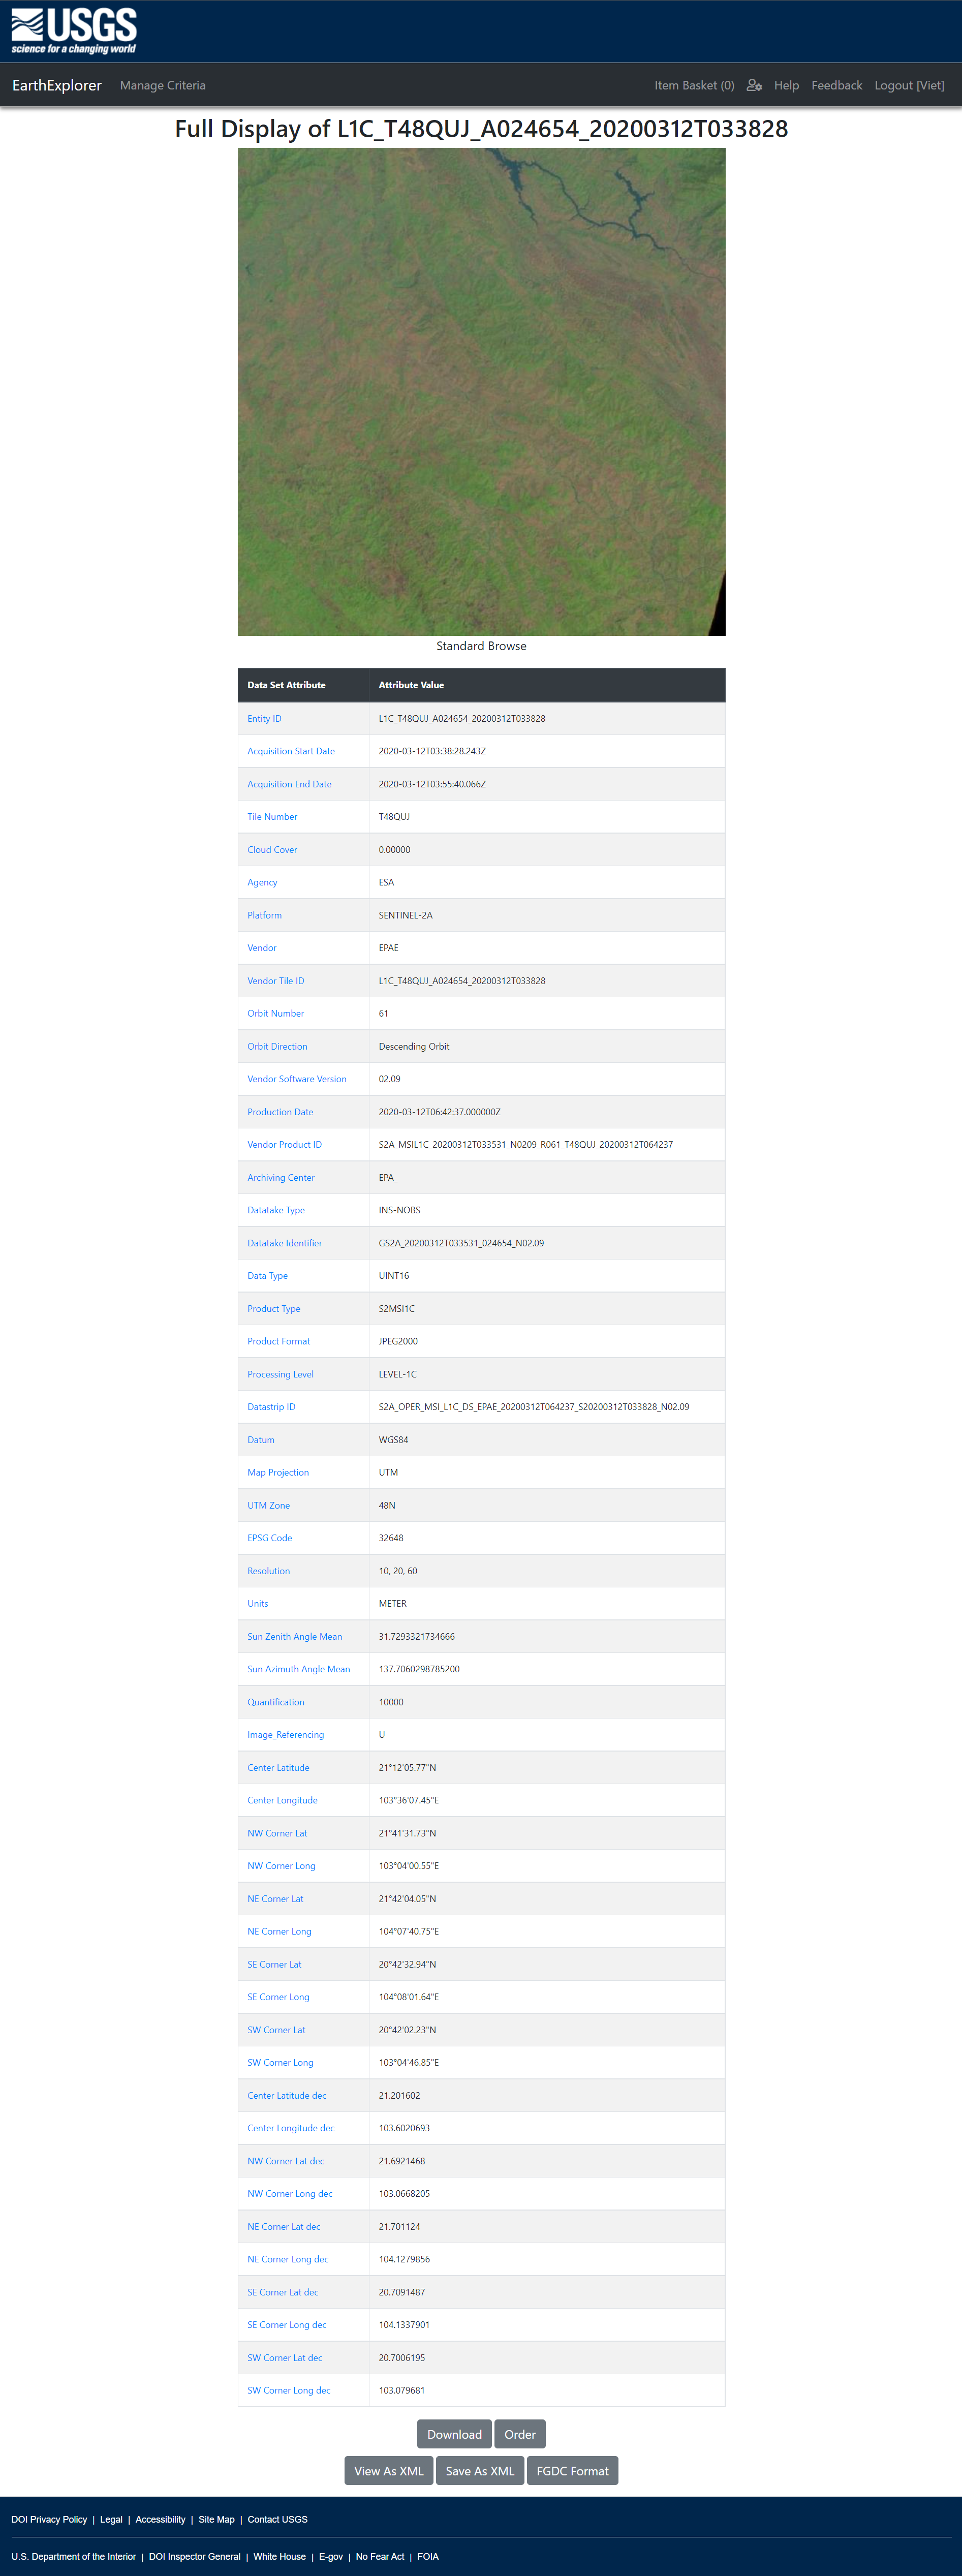 USGS
science for a changing world
EarthExplorer Manage Criteria Item Basket (0) Help Feedback Logout [Viet]
Full Display of L1C_T48QUJ_A024654_20200312T033828
Standard Browse
Data Set Attribute Attribute Value
Entity ID L1C_T48QUJ_A024654_20200312T033828
Acquisition Start Date 2020-03-12T03:38:28.243Z
Acquisition End Date 2020-03-12T03:55:40.066Z
Tile Number T48QUJ
Cloud Cover 0.00000
Agency ESA
Platform SENTINEL-2A
Vendor EPAE
Vendor Tile ID L1C_T48QUJ_A024654_20200312T033828
Orbit Number 61
Orbit Direction Descending Orbit
Vendor Software Version 02.09
Production Date 2020-03-12T06:42:37.000000Z
Vendor Product ID S2A_MSIL1C_20200312T033531_N0209_R061_T48QUJ_20200312T064237
Archiving Center EPA_
Datatake Type INS-NOBS
Datatake Identifier GS2A_20200312T033531_024654_N02.09
Data Type UINT16
Product Type S2MSI1C
Product Format JPEG2000
Processing Level LEVEL-1C
Datastrip ID S2A_OPER_MSI_L1C_DS_EPAE_20200312T064237_S20200312T033828_N02.09
Datum WGS84
Map Projection UTM
UTM Zone 48N
EPSG Code 32648
Resolution 10, 20, 60
Units METER
Sun Zenith Angle Mean 31.7293321734666
Sun Azimuth Angle Mean 137.7060298785200
Quantification 10000
Image_Referencing U
Center Latitude 21°12'05.77"N
Center Longitude 103°36'07.45"E
NW Corner Lat 21°41'31.73"N
NW Corner Long 103°04'00.55"E
NE Corner Lat 21°42'04.05"N
NE Corner Long 104°07'40.75"E
SE Corner Lat 20°42'32.94"N
SE Corner Long 104°08'01.64"E
SW Corner Lat 20°42'02.23"N
SW Corner Long 103°04'46.85"E
Center Latitude dec 21.201602
Center Longitude dec 103.6020693
NW Corner Lat dec 21.6921468
NW Corner Long dec 103.0668205
NE Corner Lat dec 21.701124
NE Corner Long dec 104.1279856
SE Corner Lat dec 20.7091487
SE Corner Long dec 104.1337901
SW Corner Lat dec 20.7006195
SW Corner Long dec 103.079681
Download Order
View As XML Save As XML FGDC Format
DOI Privacy Policy | Legal | Accessibility | Site Map | Contact USGS
U.S. Department of the Interior | DOI Inspector General | White House | E-gov | No Fear Act | FOIA